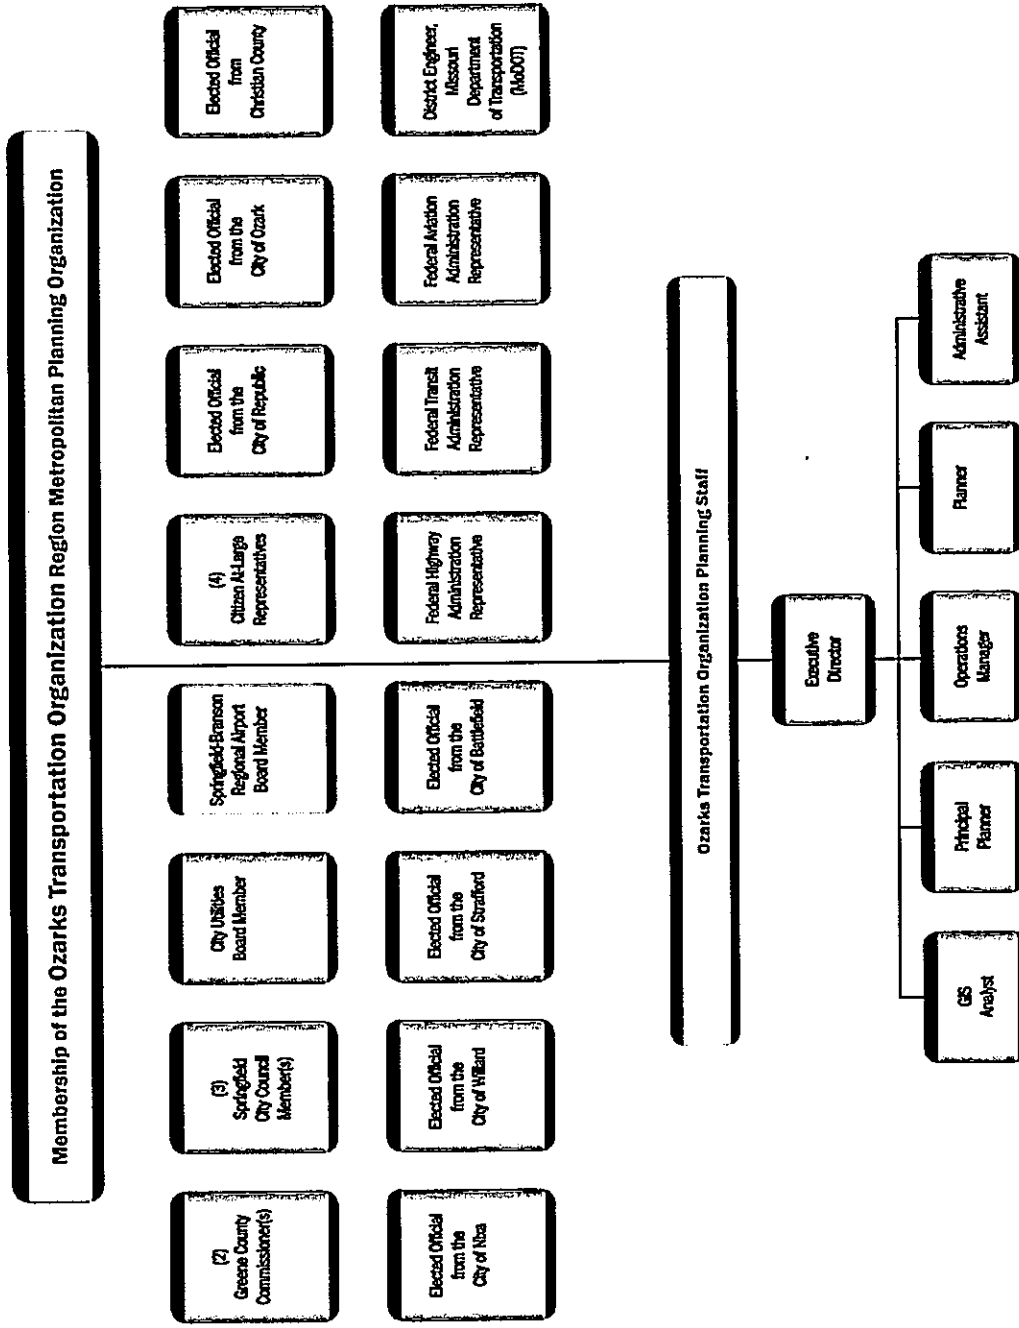 Membership of the Ozarks Transportation Organization Region Metropolitan Planning Organization
(2)
Greene County
Commissioner(s)
(3)
Springfield
City Council
Member(s)
City Utilities
Board Member
Springfield-Branson
Regional Airport
Board Member
(4)
Citizen At-Large
Representatives
Elected Official
from the
City of Republic
Elected Official
from the
City of Ozark
Elected Official
from
Christian County
Elected Official
from the
City of Nixa
Elected Official
from the
City of Willard
Elected Official
from the
City of Strafford
Elected Official
from the
City of Battlefield
Federal Highway
Administration
Representative
Federal Transit
Administration
Representative
Federal Aviation
Administration
Representative
District Engineer,
Missouri
Department
of Transportation
(MoDOT)
Ozarks Transportation Organization Planning Staff
Executive
Director
GIS
Analyst
Principal
Planner
Operations
Manager
Planner
Administrative
Assistant